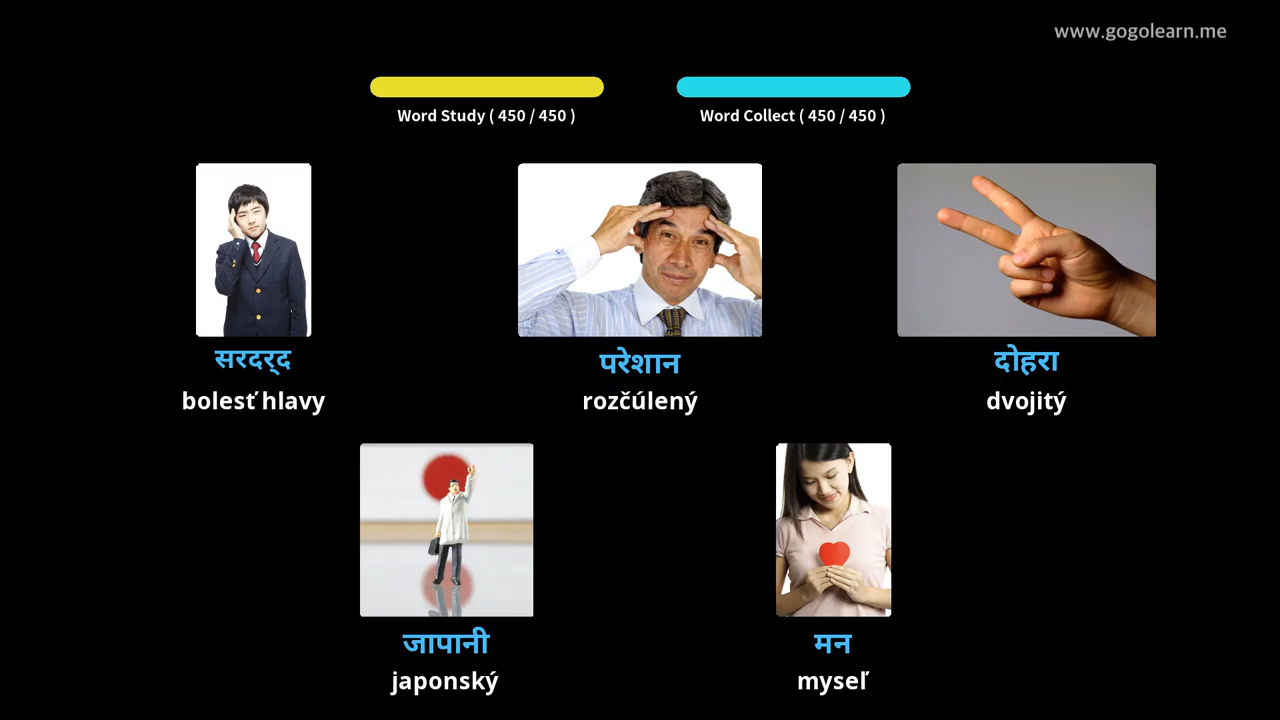 www.gogolearn.me
Word Study ( 450 / 450 )
Word Collect ( 450 / 450 )
सरदर्द
bolesť hlavy
परेशान
rozčúlený
दोहरा
dvojitý
जापानी
japonský
मन
myseľ